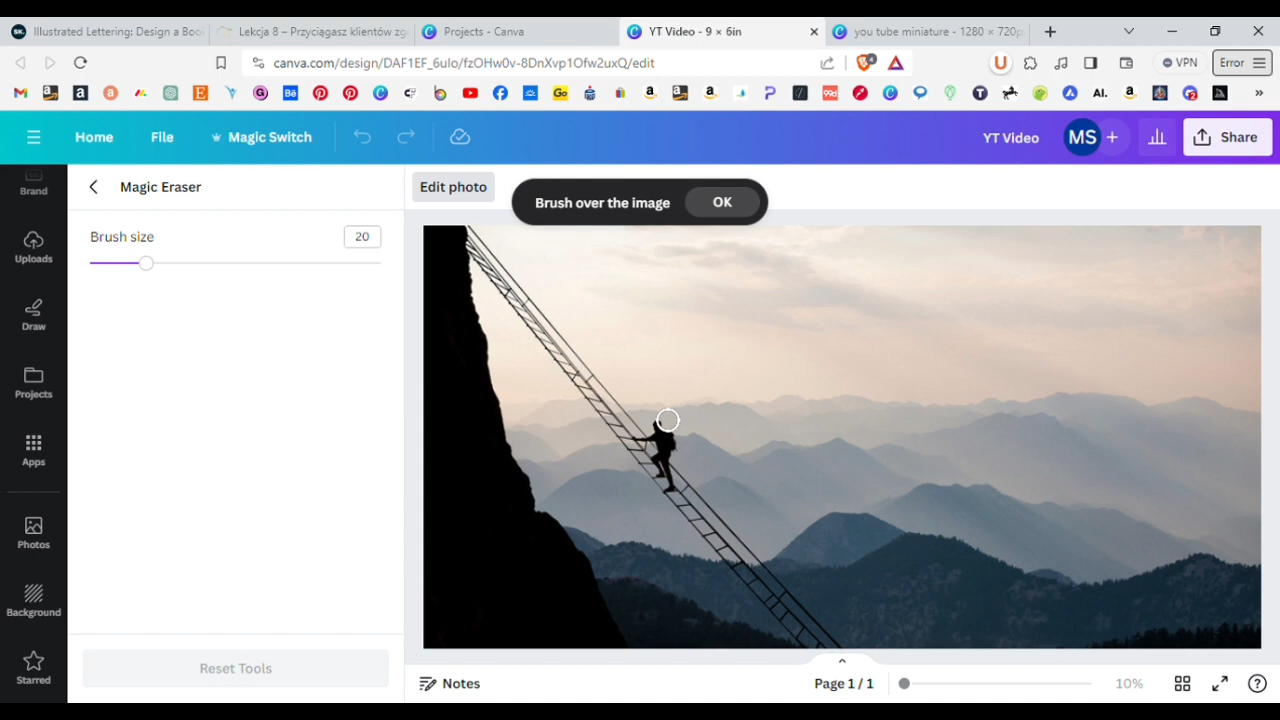 Illustrated Lettering: Design a Boo
Lekcja 8 – Przyciągasz klientów zg
Projects - Canva
YT Video - 9 × 6in
you tube miniature - 1280 × 720p
canva.com/design/DAF1EF_6uIo/fzOHw0v-8DnXvp1Ofw2uxQ/edit
VPN
Error
Home
File
Magic Switch
YT Video
MS
Share
Brand
Uploads
Draw
Projects
Apps
Photos
Background
Starred
Magic Eraser
Brush size
20
Reset Tools
Edit photo
Brush over the image
OK
Notes
Page 1 / 1
10%